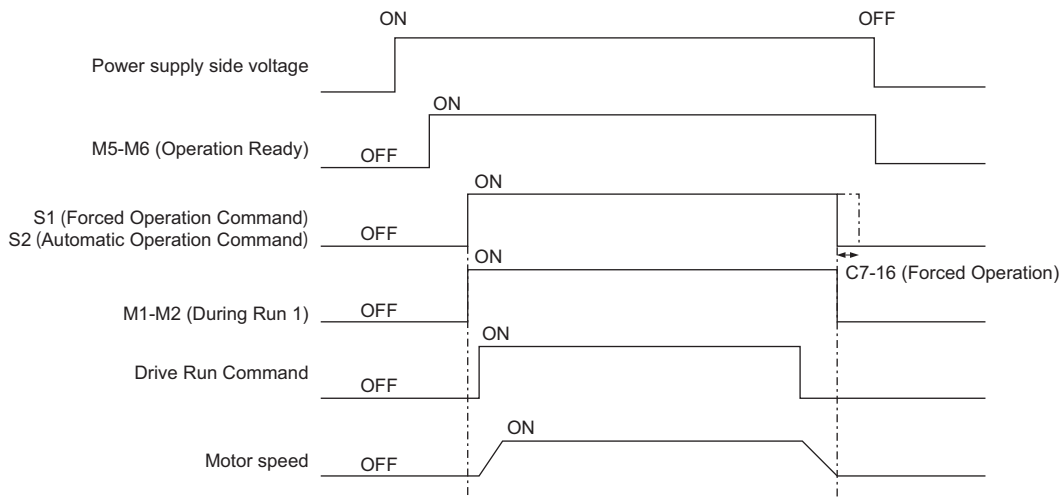 ON OFF
Power supply side voltage
ON
M5-M6 (Operation Ready) OFF
ON
S1 (Forced Operation Command)
S2 (Automatic Operation Command) OFF
C7-16 (Forced Operation)
ON
M1-M2 (During Run 1) OFF
ON
Drive Run Command OFF
ON
Motor speed OFF